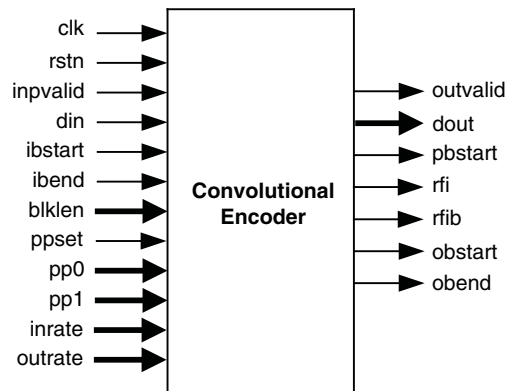 clk
rstn
inpvalid
din
ibstart
ibend
blklen
ppset
pp0
pp1
inrate
outrate
Convolutional
Encoder
outvalid
dout
pbstart
rfi
rfib
obstart
obend